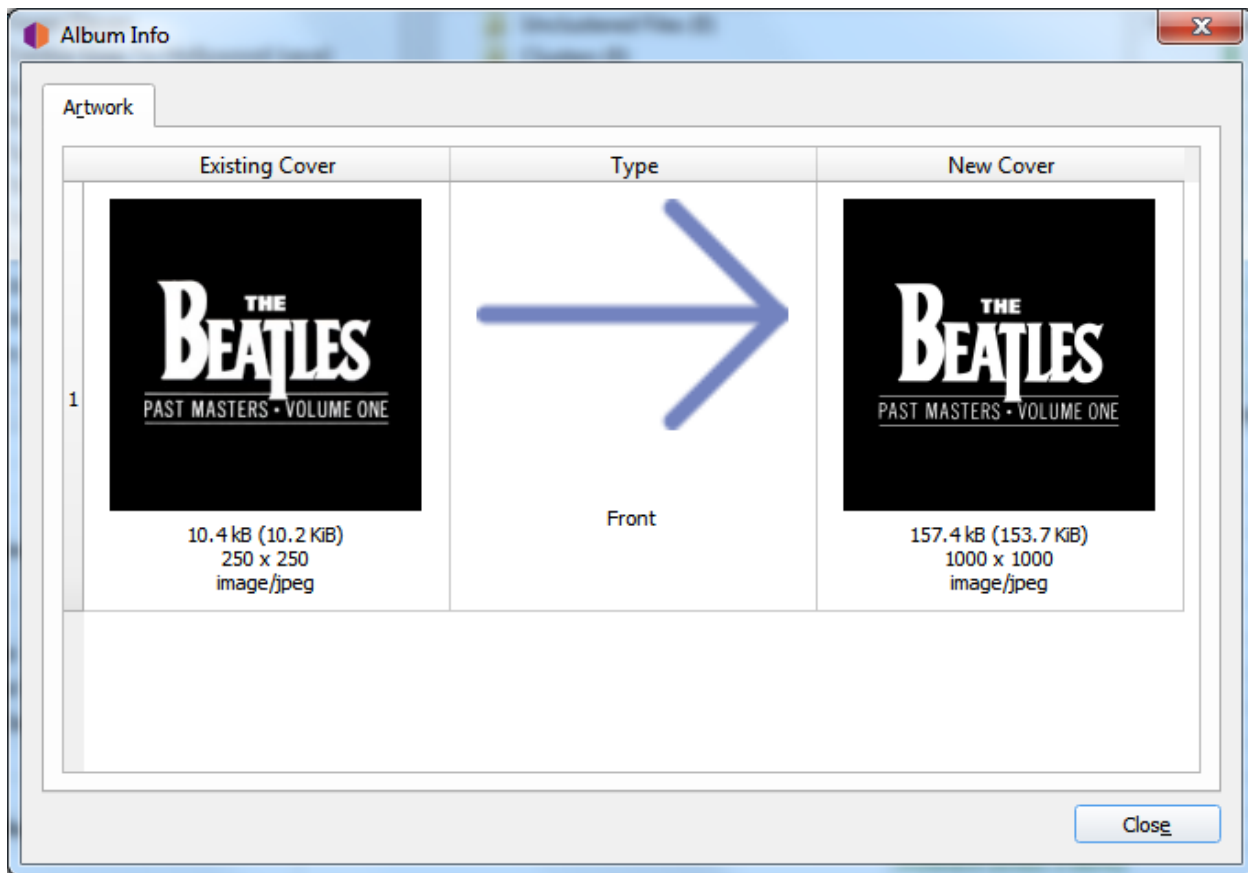 Album Info
Artwork
Existing Cover
Type
New Cover
1
THE
BEATLES
PAST MASTERS • VOLUME ONE
10.4 kB (10.2 KiB)
250 x 250
image/jpeg
Front
THE
BEATLES
PAST MASTERS • VOLUME ONE
157.4 kB (153.7 KiB)
1000 x 1000
image/jpeg
Close